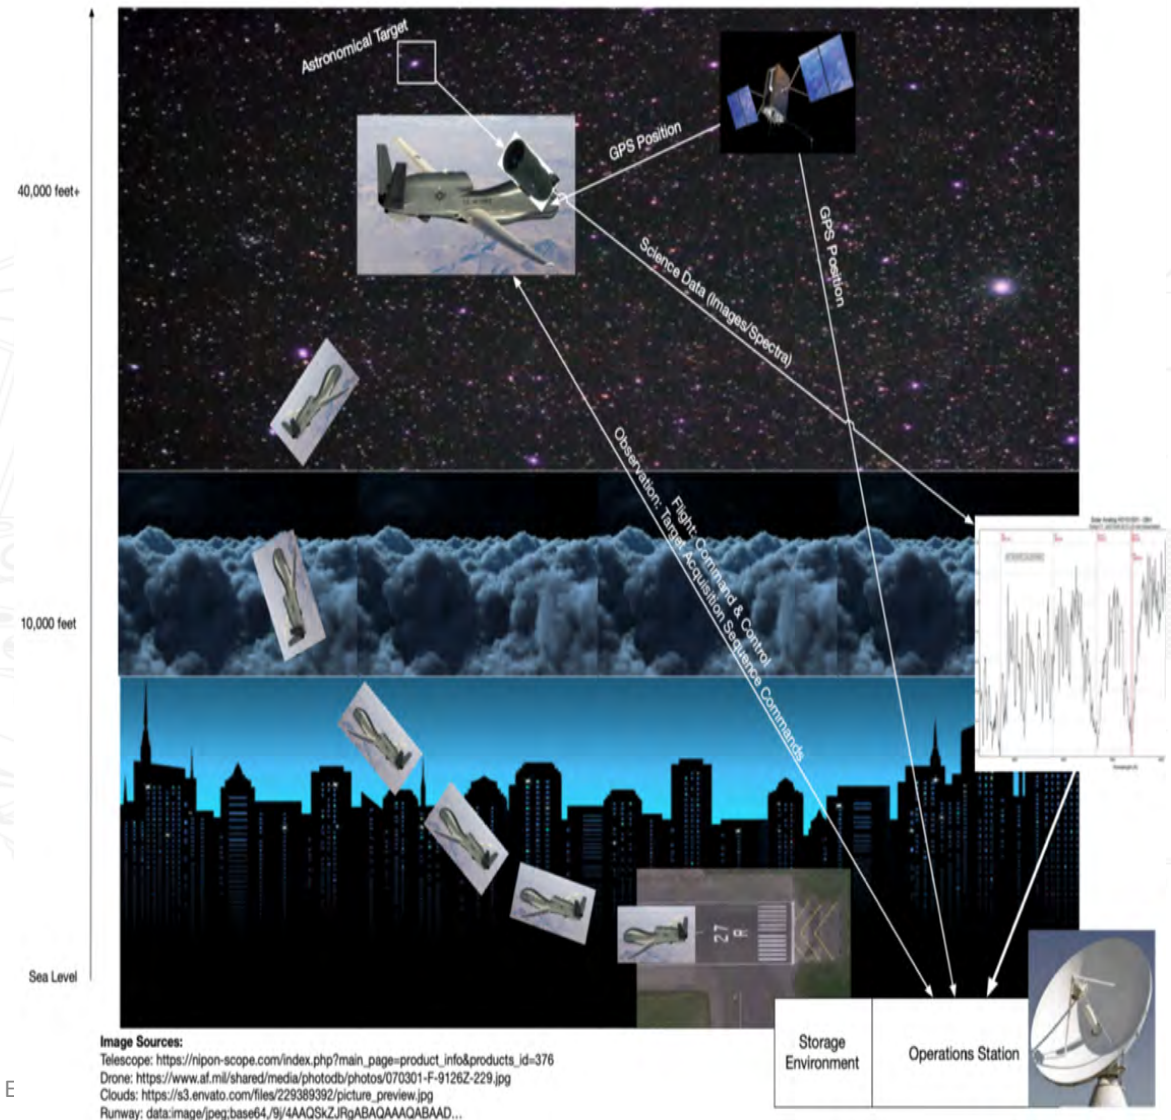 Astronomical Target
GPS Position
40,000 feet+
GPS Position
Science Data (Images/Spectra)
Flight: Command & Control
Observation: Target Acquisition Sequence Commands
10,000 feet
27
R
Sea Level
Storage
Environment
Operations Station
Image Sources:
Telescope: https://nipon-scope.com/index.php?main_page=product_info&products_id=376
Drone: https://www.af.mil/shared/media/photodb/photos/070301-F-9126Z-229.jpg
Clouds: https://s3.envato.com/files/229389392/picture_preview.jpg
Runway: data:image/jpeg;base64,/9j/4AAQSkZJRgABAQAAAQABAAD...
E